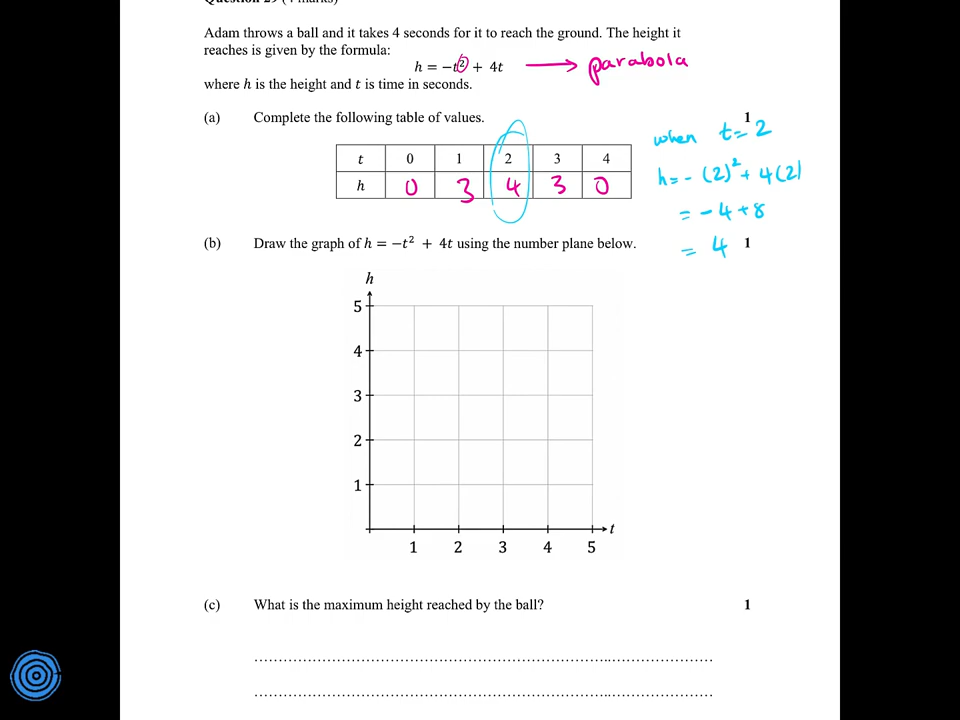 Question 29 (4 marks)
Adam throws a ball and it takes 4 seconds for it to reach the ground. The height it
reaches is given by the formula:
h = −t² + 4t → parabola
where h is the height and t is time in seconds.
(a) Complete the following table of values. 1
when t = 2
t 0 1 2 3 4
h 0 3 4 3 0
h = - (2)² + 4(2)
= - 4 + 8
= 4
(b) Draw the graph of h = −t² + 4t using the number plane below. 1
h
5
4
3
2
1
t
1 2 3 4 5
(c) What is the maximum height reached by the ball? 1